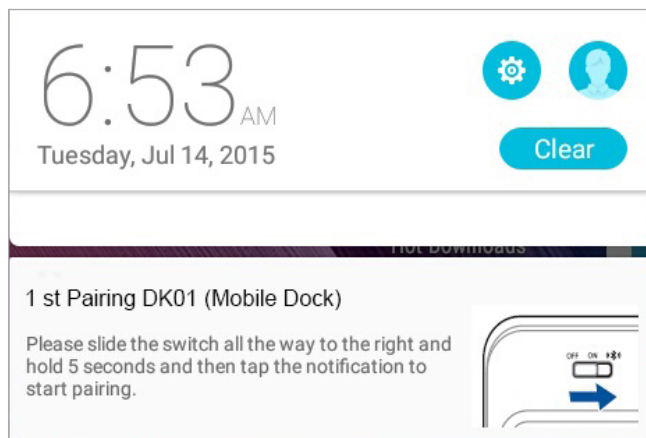 6:53 AM
Tuesday, Jul 14, 2015
Clear
Hot Downloads
1 st Pairing DK01 (Mobile Dock)
Please slide the switch all the way to the right and
hold 5 seconds and then tap the notification to
start pairing.
OFF ON